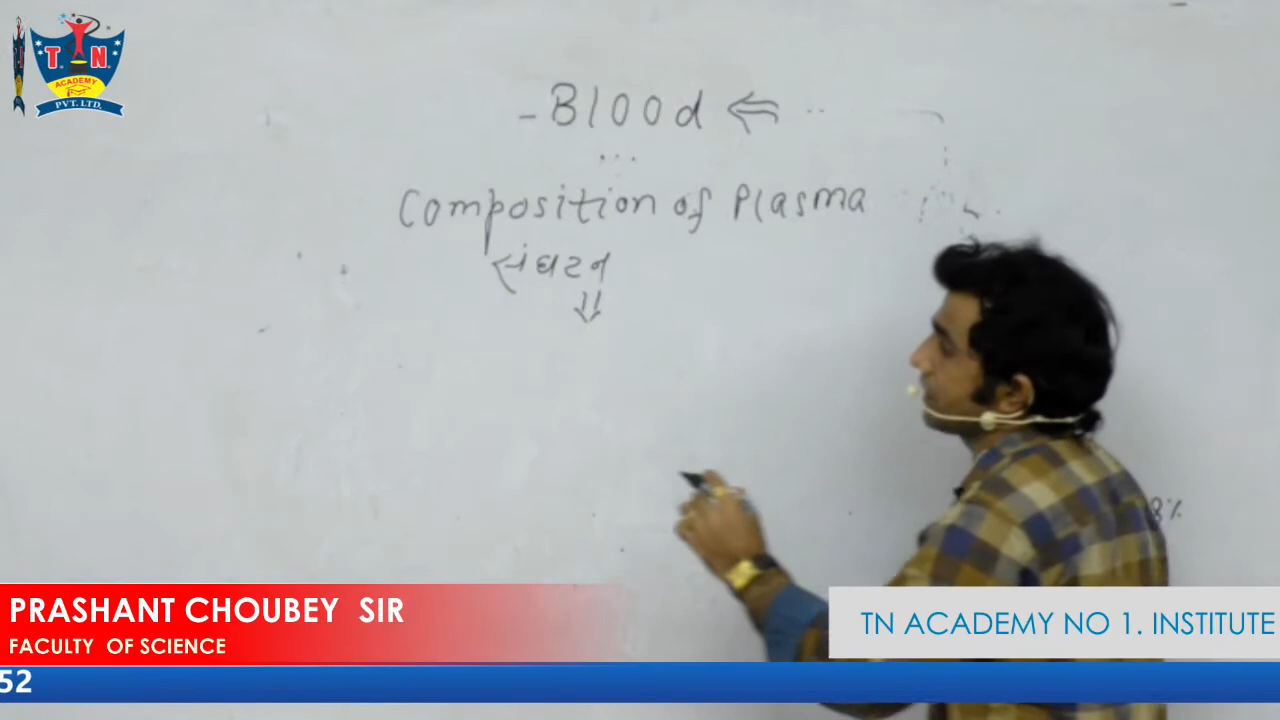 T. N.
ACADEMY
PVT. LTD.
- Blood ⇐
Composition of Plasma
संघटन
8%
PRASHANT CHOUBEY SIR
FACULTY OF SCIENCE
TN ACADEMY NO 1. INSTITUTE
52